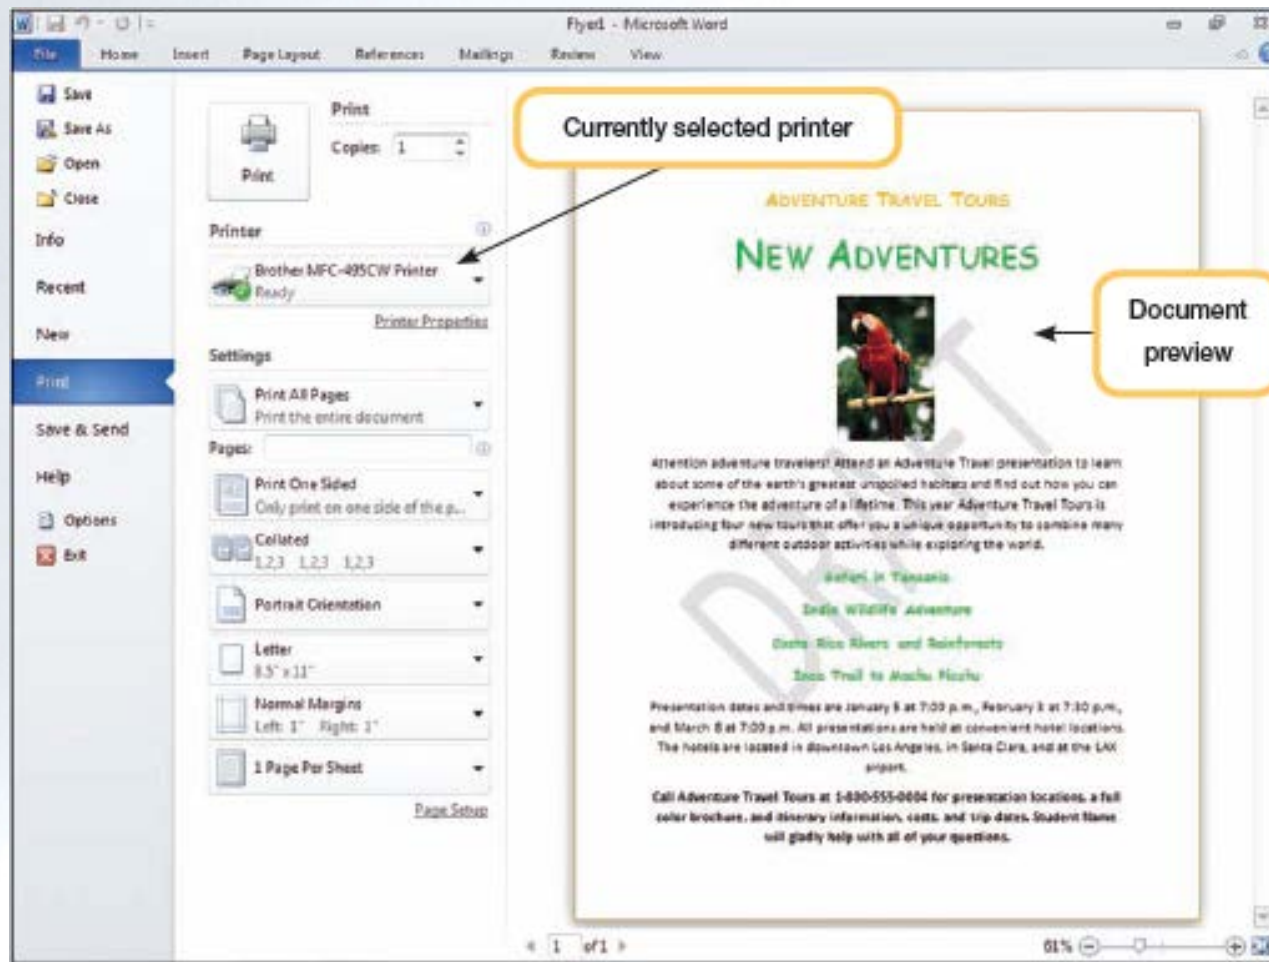 Flyer1 - Microsoft Word
File Home Insert Page Layout References Mailings Review View
Save
Save As
Open
Close
Info
Recent
New
Print
Save & Send
Help
Options
Exit
Print
Print
Copies: 1
Printer
Brother MFC-495CW Printer
Ready
Printer Properties
Settings
Print All Pages
Print the entire document
Pages:
Print One Sided
Only print on one side of the p...
Collated
1,2,3 1,2,3 1,2,3
Portrait Orientation
Letter
8.5" x 11"
Normal Margins
Left: 1" Right: 1"
1 Page Per Sheet
Page Setup
Currently selected printer
Document
preview
ADVENTURE TRAVEL TOURS
NEW ADVENTURES
DRAFT
Attention adventure travelers! Attend an Adventure Travel presentation to learn
about some of the earth's greatest unspoiled habitats and find out how you can
experience the adventure of a lifetime. This year Adventure Travel Tours is
introducing four new tours that offer you a unique opportunity to combine many
different outdoor activities while exploring the world.
Safari in Tanzania
India Wildlife Adventure
Costa Rica Rivers and Rainforests
Inca Trail to Machu Picchu
Presentation dates and times are January 5 at 7:00 p.m., February 3 at 7:30 p.m.,
and March 8 at 7:00 p.m. All presentations are held at convenient hotel locations.
The hotels are located in downtown Los Angeles, in Santa Clara, and at the LAX
airport.
Call Adventure Travel Tours at 1-800-555-0004 for presentation locations, a full
color brochure, and itinerary information, costs, and trip dates. Student Name
will gladly help with all of your questions.
1 of 1
61%